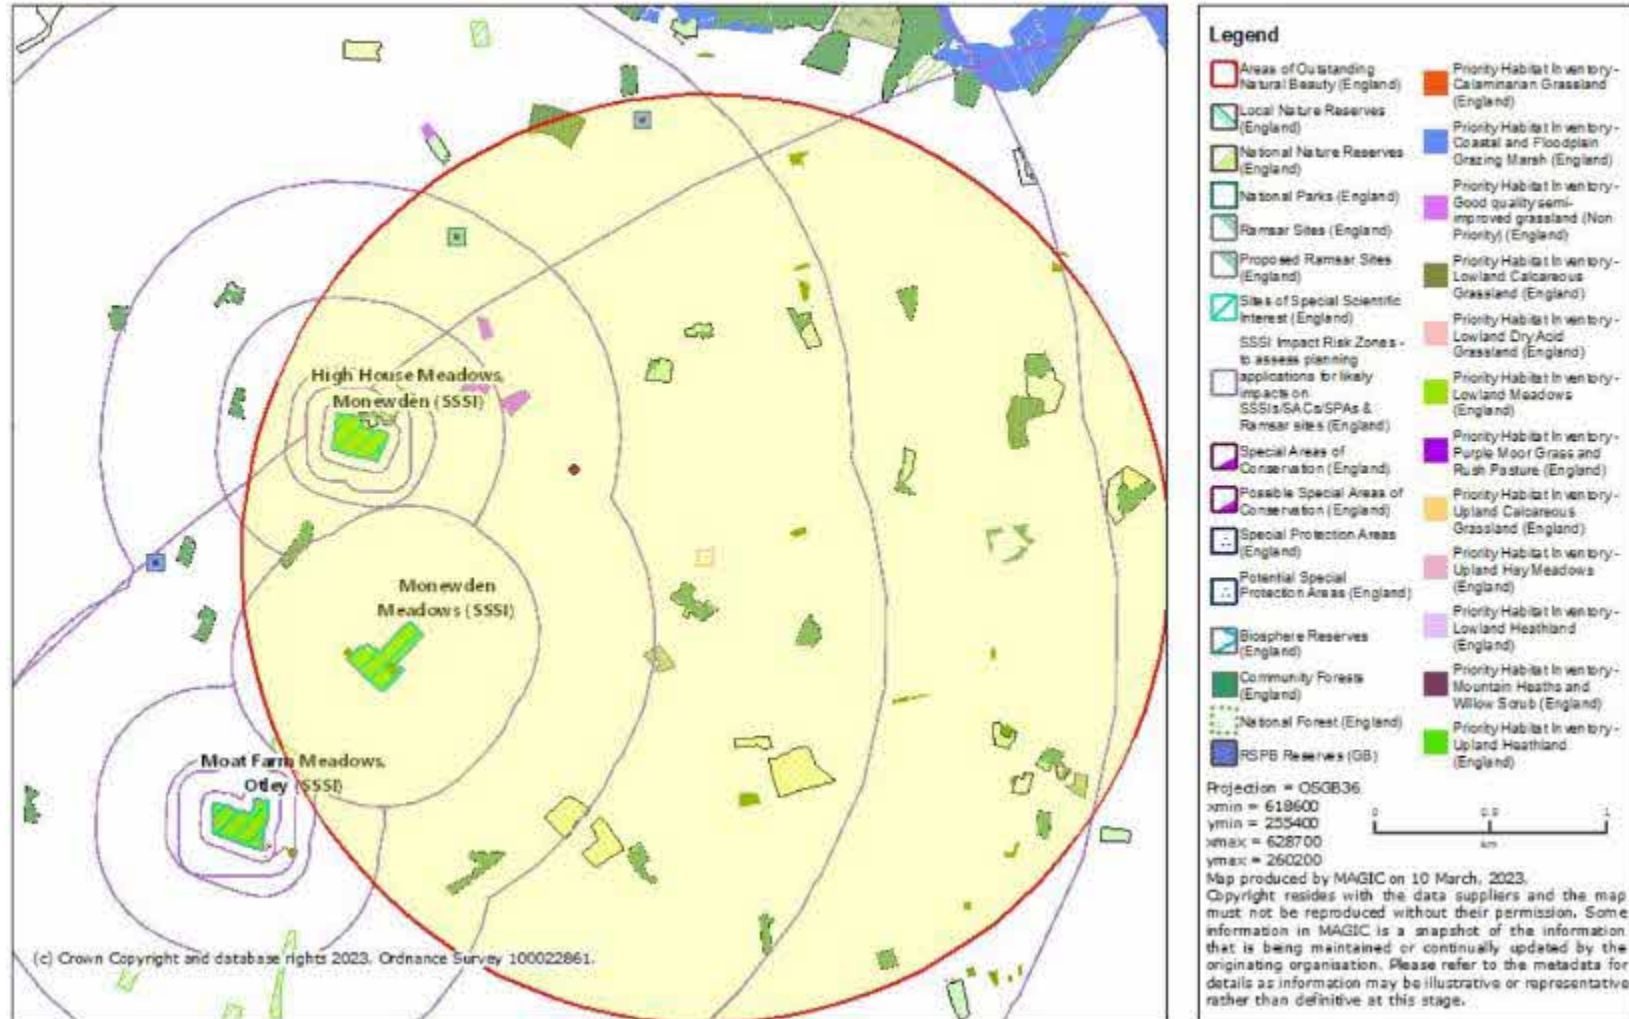 High House Meadows,
Monewden (SSSI)
Monewden
Meadows (SSSI)
Moat Farm Meadows,
Otley (SSSI)
(c) Crown Copyright and database rights 2023. Ordnance Survey 100022861.
Legend
Areas of Outstanding
Natural Beauty (England)
Local Nature Reserves
(England)
National Nature Reserves
(England)
National Parks (England)
Ramsar Sites (England)
Proposed Ramsar Sites
(England)
Sites of Special Scientific
Interest (England)
SSSI Impact Risk Zones -
to assess planning
applications for likely
impacts on
SSSIs/SACs/SPAs &
Ramsar sites (England)
Special Areas of
Conservation (England)
Possible Special Areas of
Conservation (England)
Special Protection Areas
(England)
Potential Special
Protection Areas (England)
Biosphere Reserves
(England)
Community Forests
(England)
National Forest (England)
RSPB Reserves (GB)
Priority Habitat Inventory -
Calaminarian Grassland
(England)
Priority Habitat Inventory -
Coastal and Floodplain
Grazing Marsh (England)
Priority Habitat Inventory -
Good quality semi-
improved grassland (Non
Priority) (England)
Priority Habitat Inventory -
Lowland Calcareous
Grassland (England)
Priority Habitat Inventory -
Lowland Dry Acid
Grassland (England)
Priority Habitat Inventory -
Lowland Meadows
(England)
Priority Habitat Inventory -
Purple Moor Grass and
Rush Pasture (England)
Priority Habitat Inventory -
Upland Calcareous
Grassland (England)
Priority Habitat Inventory -
Upland Hay Meadows
(England)
Priority Habitat Inventory -
Lowland Heathland
(England)
Priority Habitat Inventory -
Mountain Heaths and
Willow Scrub (England)
Priority Habitat Inventory -
Upland Heathland
(England)
Projection = OSGB36
xmin = 618600
ymin = 255400
xmax = 628700
ymax = 260200
0 0.5 1
km
Map produced by MAGIC on 10 March, 2023.
Copyright resides with the data suppliers and the map
must not be reproduced without their permission. Some
information in MAGIC is a snapshot of the information
that is being maintained or continually updated by the
originating organisation. Please refer to the metadata for
details as information may be illustrative or representative
rather than definitive at this stage.